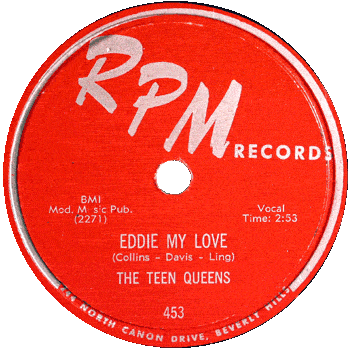 RPM
RECORDS
BMI
Mod. Music Pub.
(2271)
Vocal
Time: 2:53
EDDIE MY LOVE
(Collins - Davis - Ling)
THE TEEN QUEENS
453
NORTH CANON DRIVE, BEVERLY HILLS